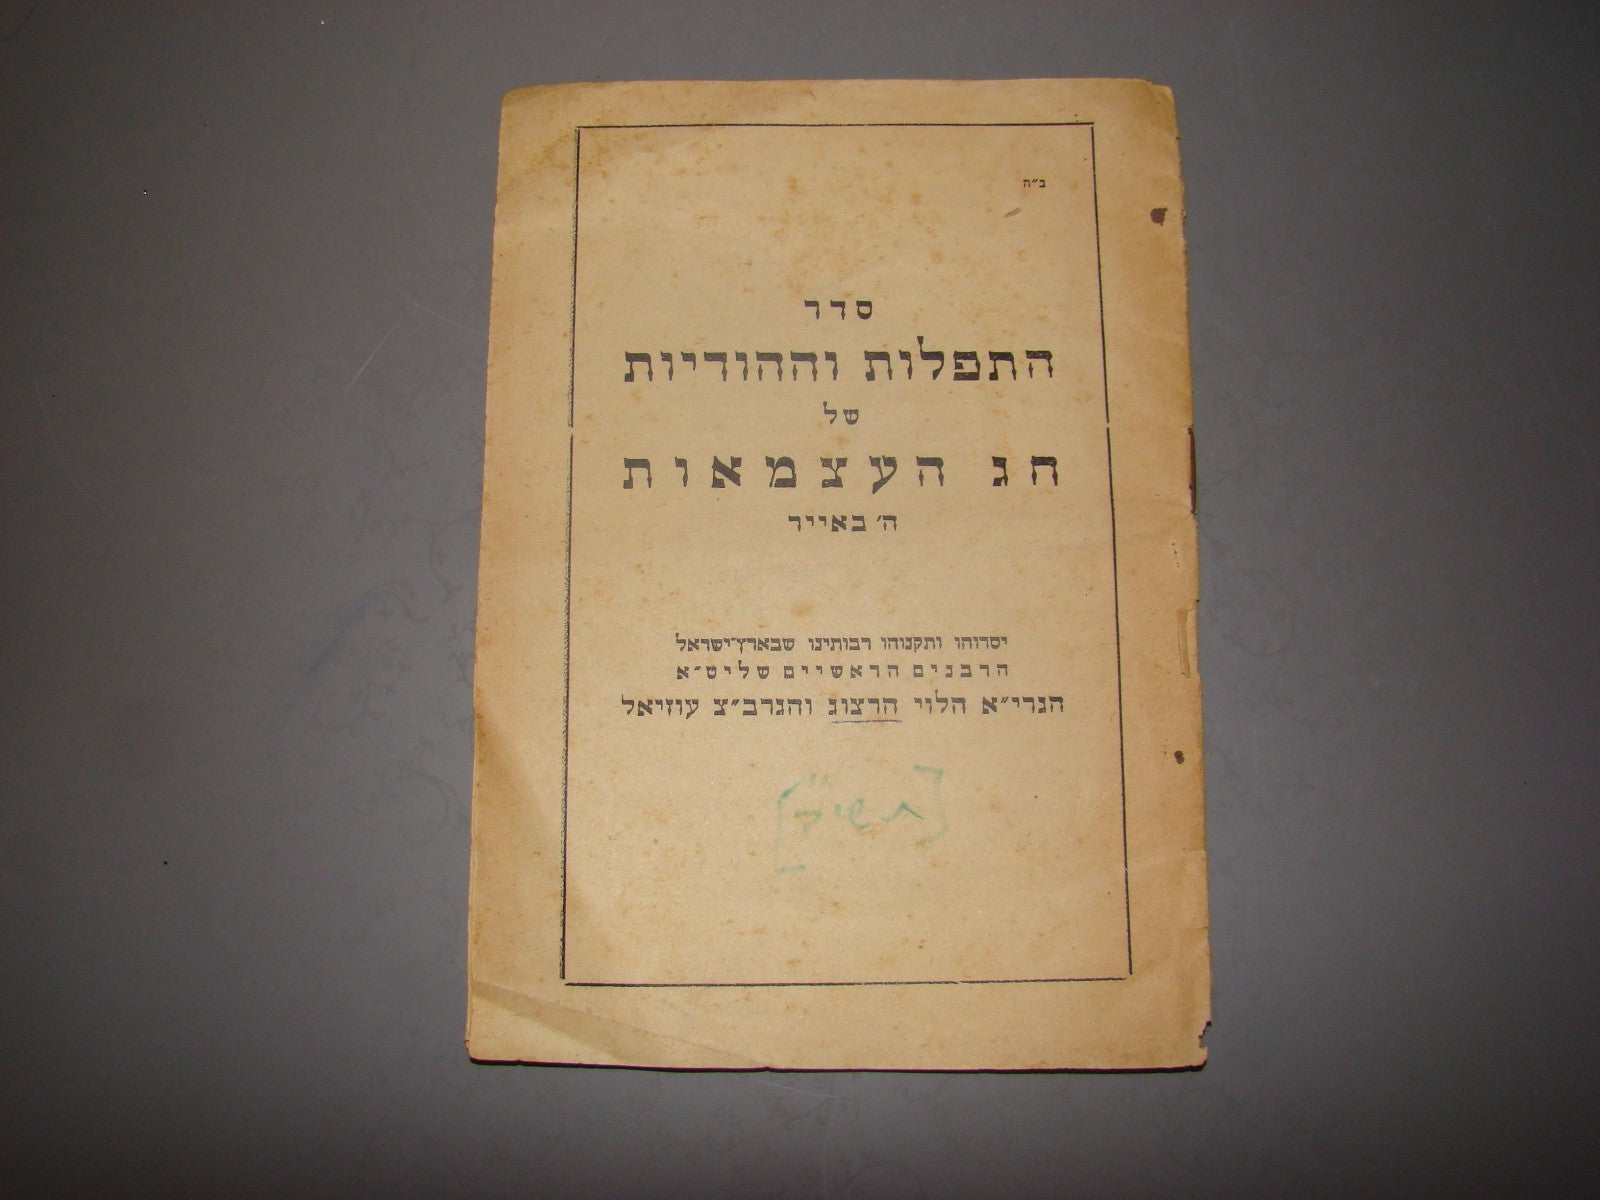 ב״ה
סדר
התפלות וההודיות
של
חג העצמאות
ה׳ באייר
יסדוהו ותקנוהו רבותינו שבארץ־ישראל
הרבנים הראשיים שליט״א
הגרי״א הלוי הרצוג והגרב״צ עוזיאל